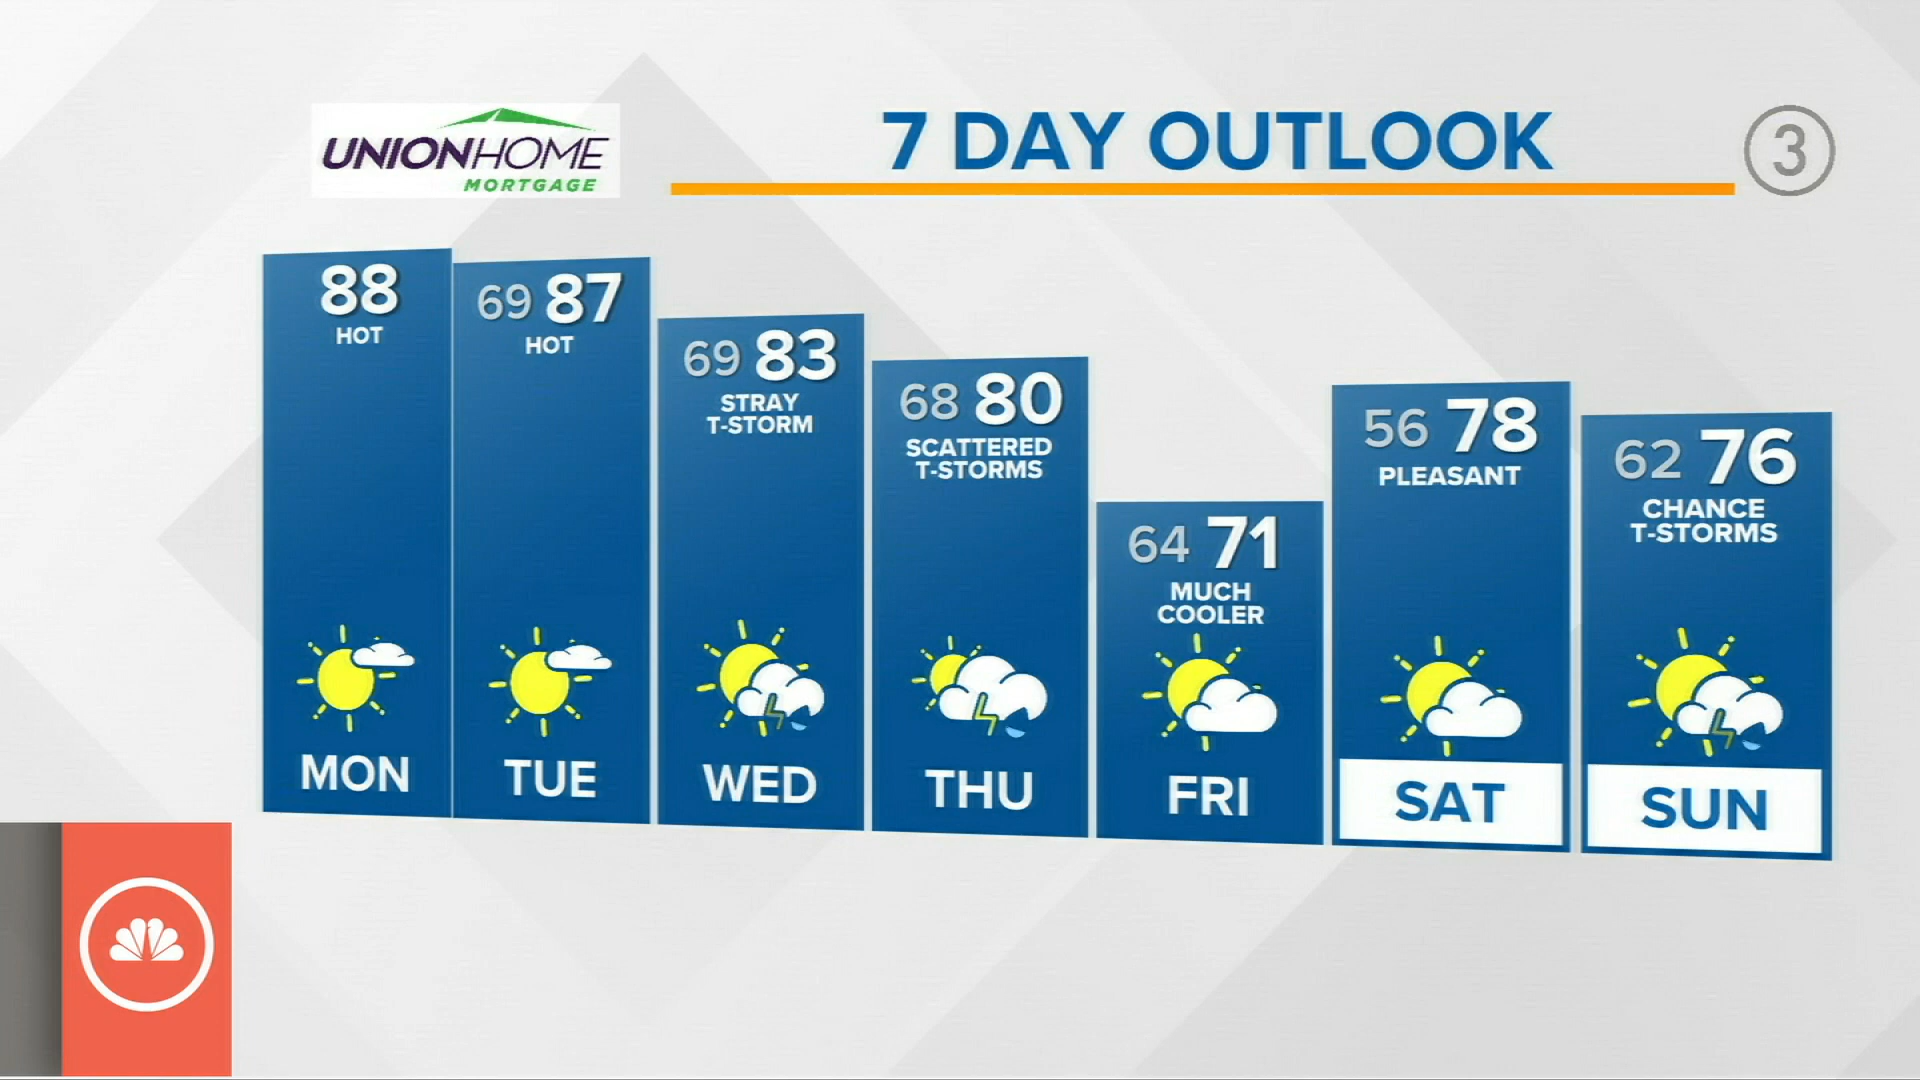 UNIONHOME
MORTGAGE
7 DAY OUTLOOK
3
88
HOT
MON
69 87
HOT
TUE
69 83
STRAY
T-STORM
WED
68 80
SCATTERED
T-STORMS
THU
64 71
MUCH
COOLER
FRI
56 78
PLEASANT
SAT
62 76
CHANCE
T-STORMS
SUN